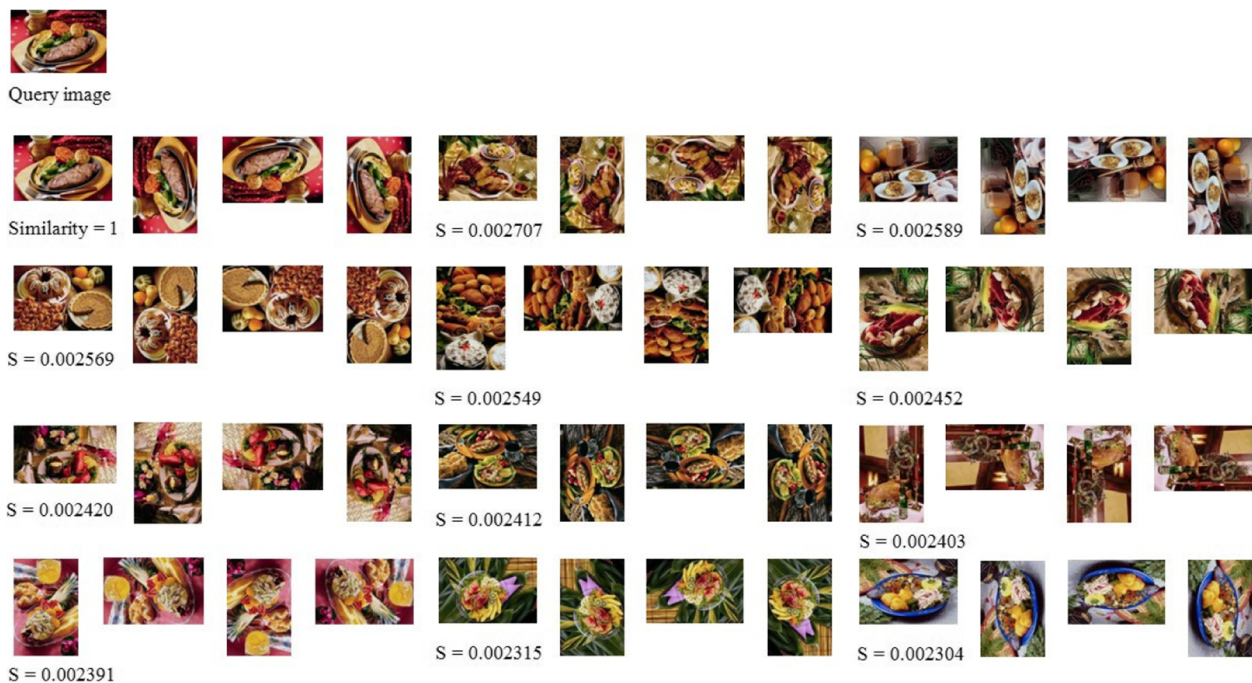 Query image
Similarity = 1
S = 0.002707
S = 0.002589
S = 0.002569
S = 0.002549
S = 0.002452
S = 0.002420
S = 0.002412
S = 0.002403
S = 0.002391
S = 0.002315
S = 0.002304